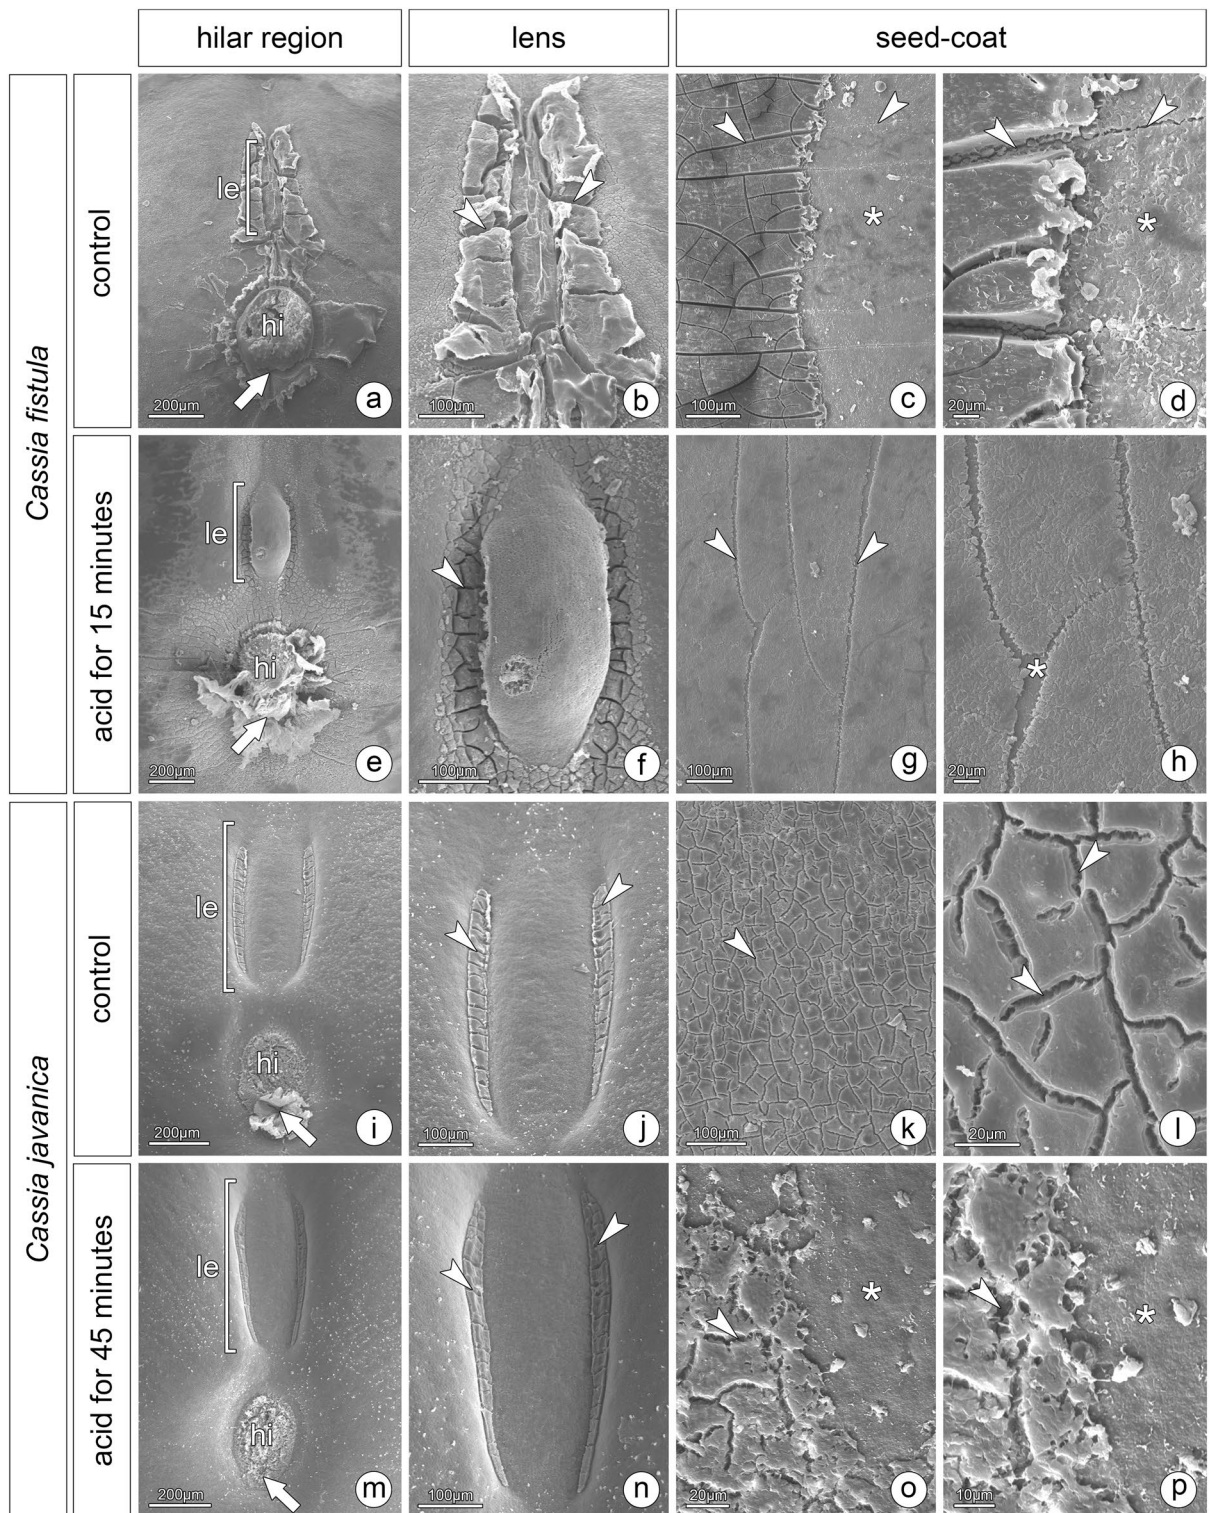 hilar region
lens
seed-coat
Cassia fistula
control
le
hi
200µm
a
100µm
b
*
100µm
c
*
20µm
d
acid for 15 minutes
le
hi
200µm
e
100µm
f
100µm
g
*
20µm
h
Cassia javanica
control
le
hi
200µm
i
100µm
j
100µm
k
20µm
l
acid for 45 minutes
le
hi
200µm
m
100µm
n
*
20µm
o
*
10µm
p